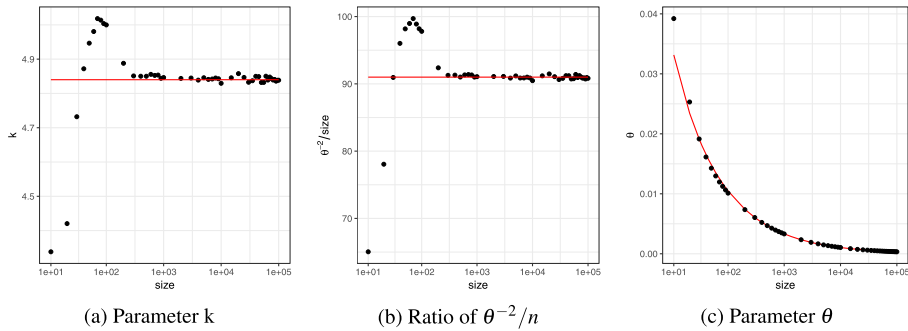 4.9
4.7
4.5
k
1e+01
1e+02
1e+03
1e+04
1e+05
size
(a) Parameter k
100
90
80
70
θ⁻²/size
1e+01
1e+02
1e+03
1e+04
1e+05
size
(b) Ratio of θ⁻²/n
0.04
0.03
0.02
0.01
0.00
θ
1e+01
1e+02
1e+03
1e+04
1e+05
size
(c) Parameter θ